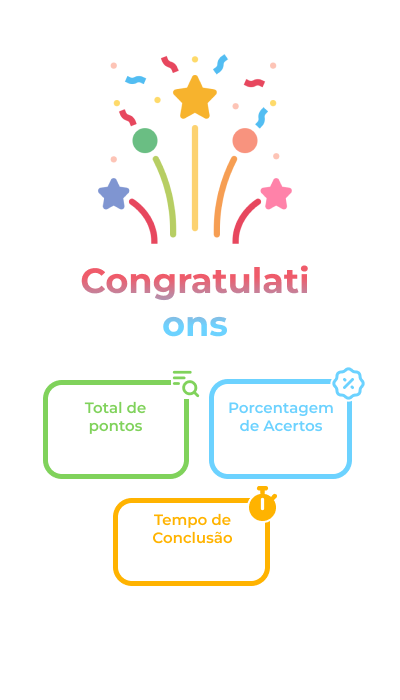 Congratulati
ons
Total de
pontos
Porcentagem
de Acertos
Tempo de
Conclusão